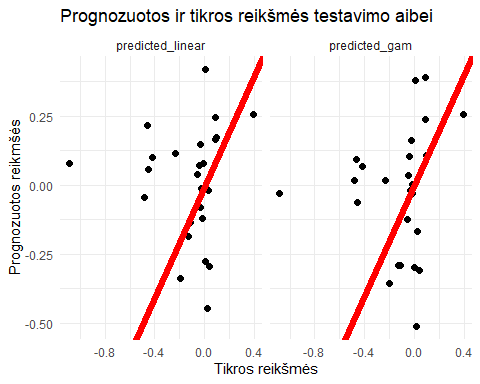 Prognozuotos ir tikros reikšmės testavimo aibei
predicted_linear
predicted_gam
Prognozuotos reikmšės
0.25
0.00
-0.25
-0.50
-0.8 -0.4 0.0 0.4
-0.8 -0.4 0.0 0.4
Tikros reikšmės